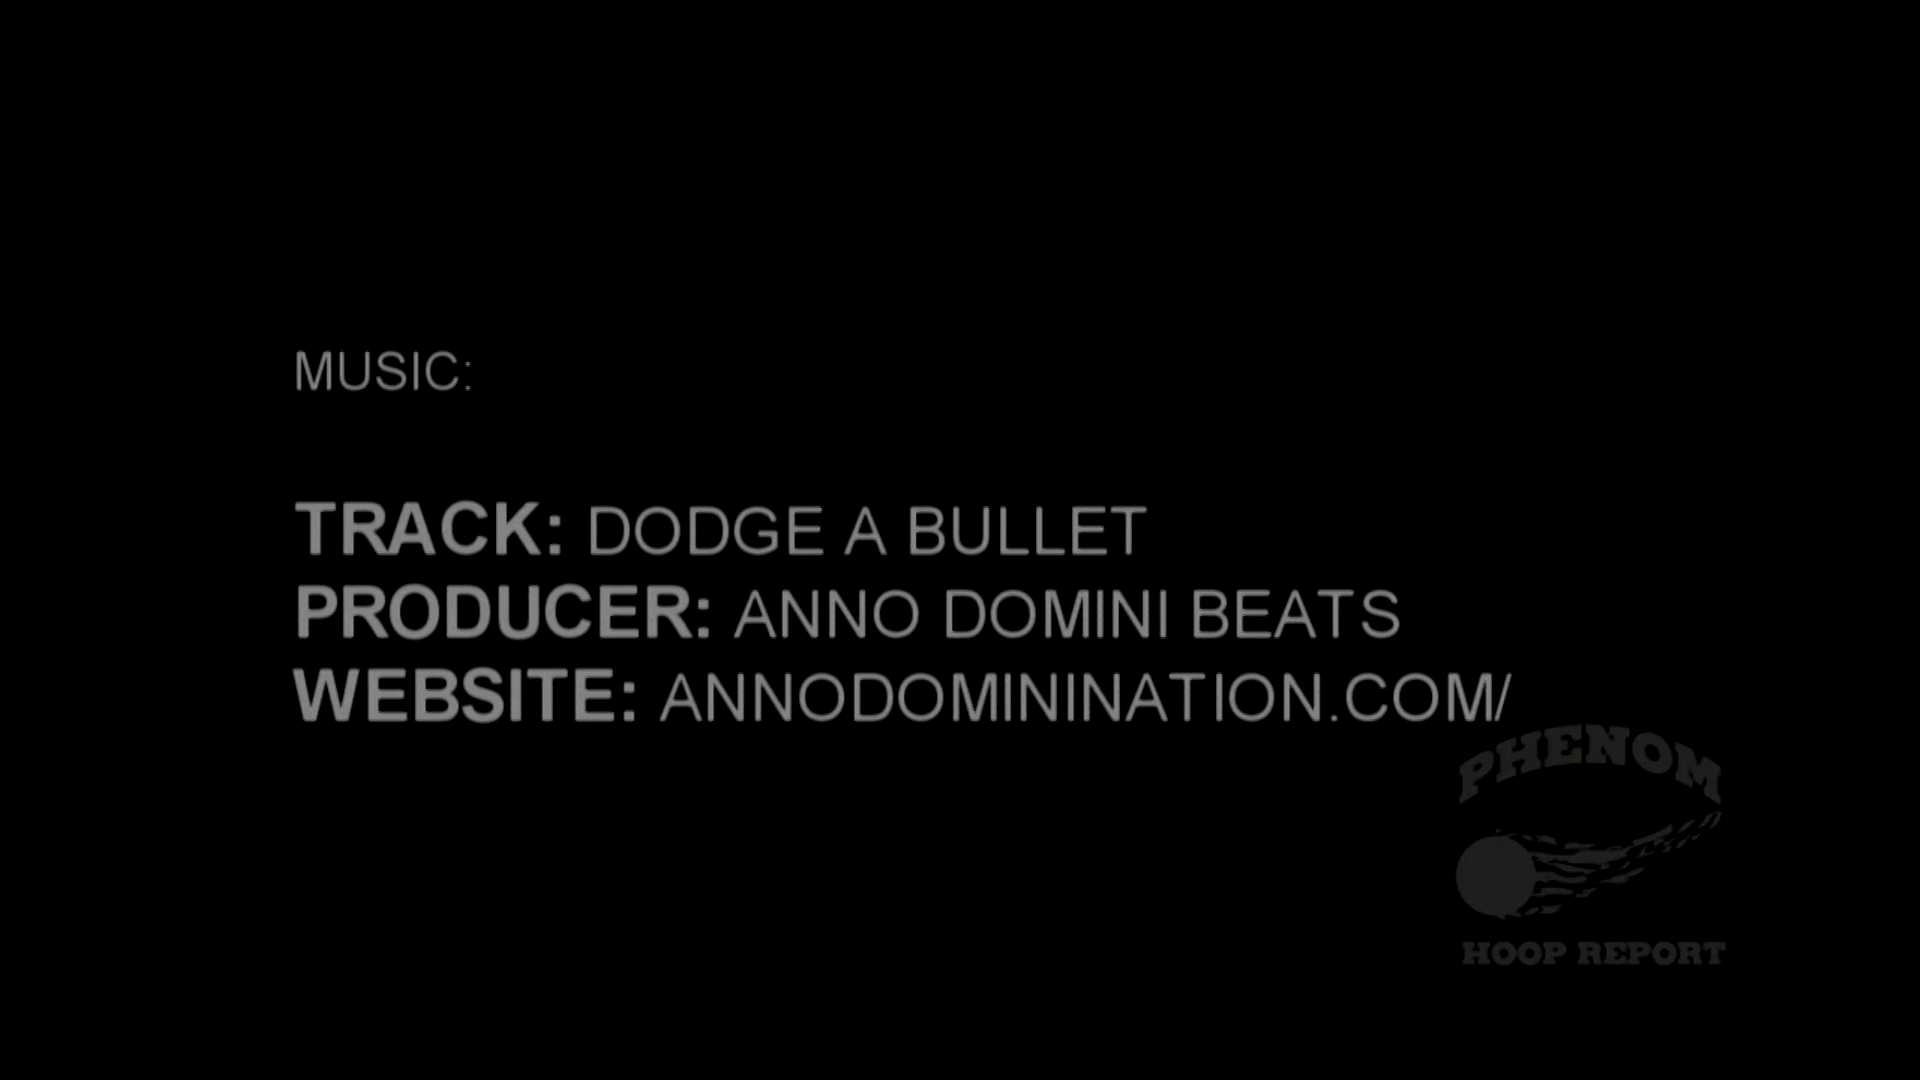 MUSIC:
TRACK: DODGE A BULLET
PRODUCER: ANNO DOMINI BEATS
WEBSITE: ANNODOMININATION.COM/
PHENOM
HOOP REPORT